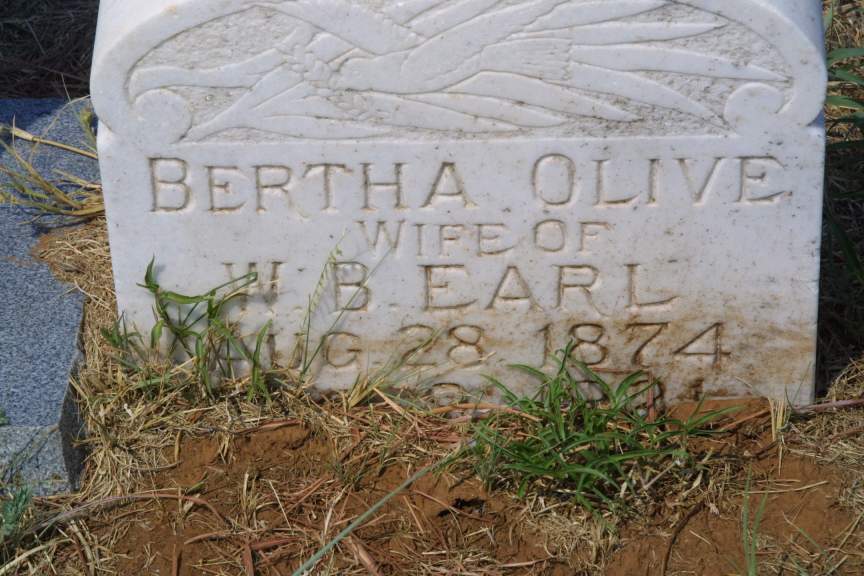 BERTHA OLIVE
WIFE OF
W. B. EARL
AUG 28 1874